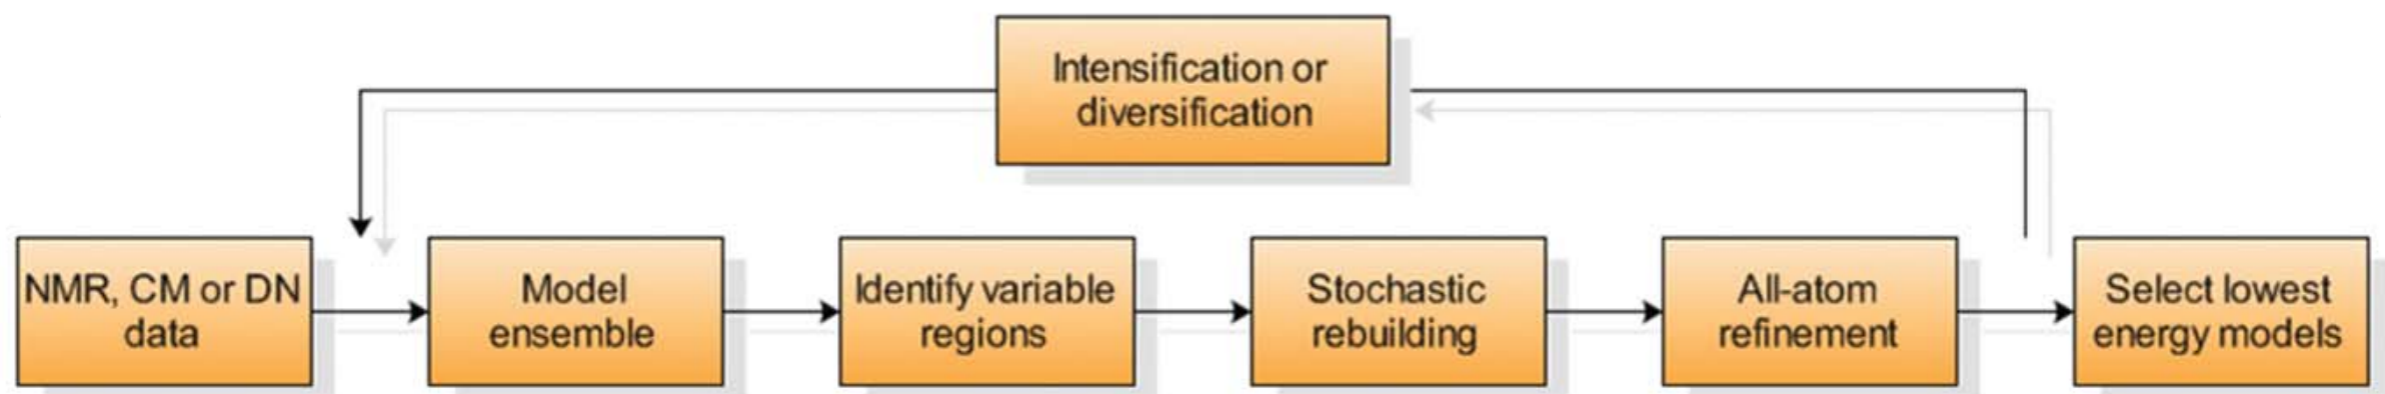 Intensification or
diversification
NMR, CM or DN
data
Model
ensemble
Identify variable
regions
Stochastic
rebuilding
All-atom
refinement
Select lowest
energy models